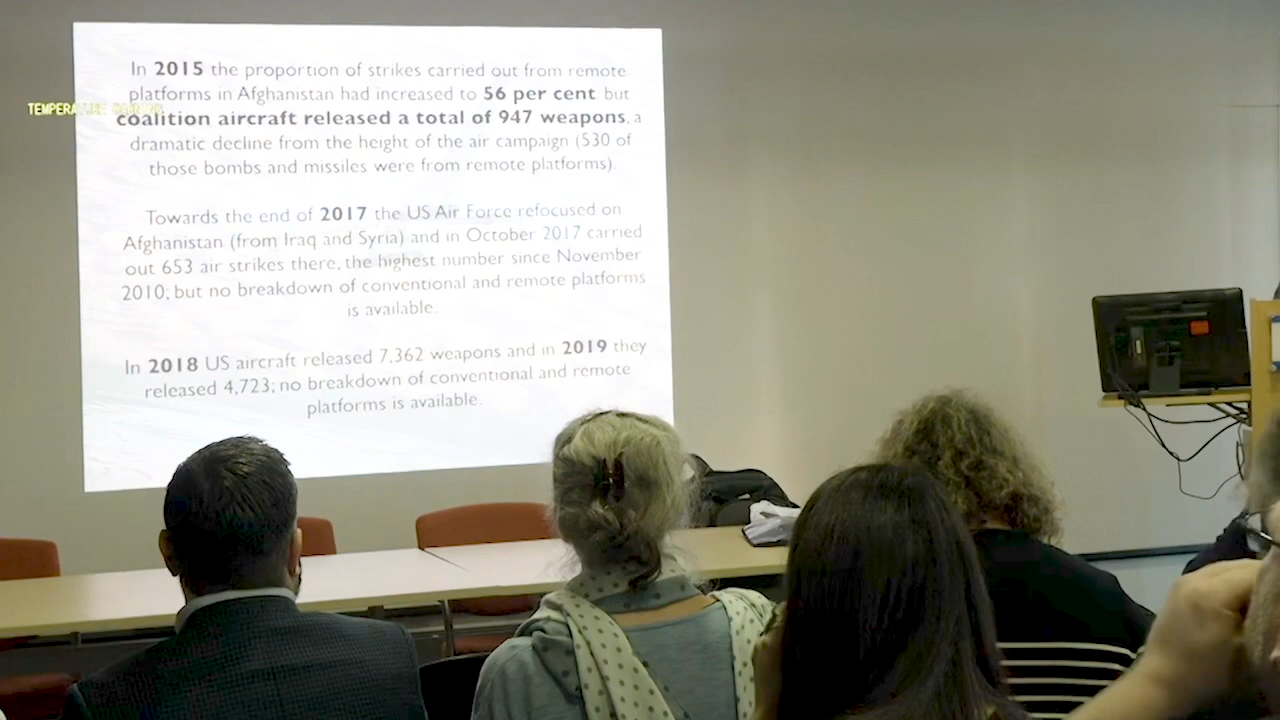 In 2015 the proportion of strikes carried out from remote
platforms in Afghanistan had increased to 56 per cent but
TEMPERATURE WARNING
coalition aircraft released a total of 947 weapons, a
dramatic decline from the height of the air campaign (530 of
those bombs and missiles were from remote platforms).
Towards the end of 2017 the US Air Force refocused on
Afghanistan (from Iraq and Syria) and in October 2017 carried
out 653 air strikes there, the highest number since November
2010; but no breakdown of conventional and remote platforms
is available.
In 2018 US aircraft released 7,362 weapons and in 2019 they
released 4,723; no breakdown of conventional and remote
platforms is available.